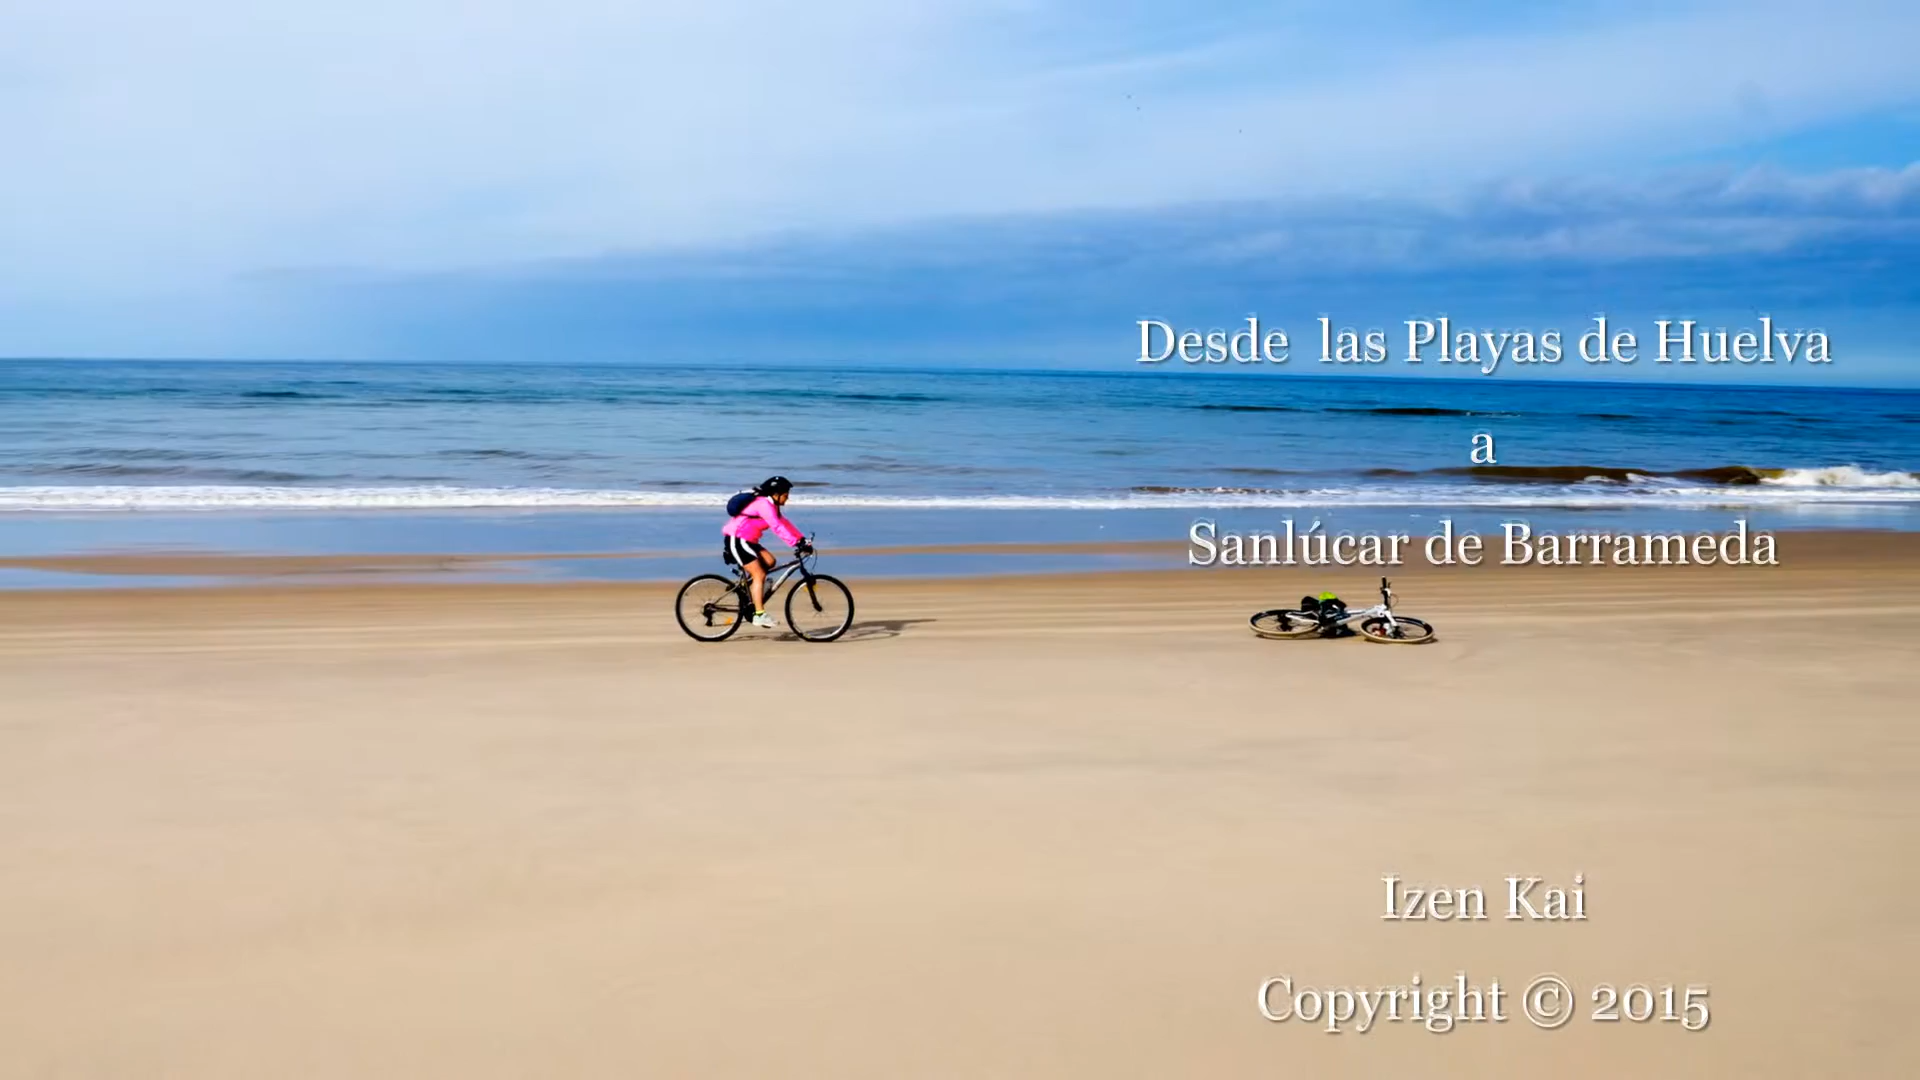 Desde  las Playas de Huelva
a
Sanlúcar de Barrameda
Izen Kai
Copyright © 2015